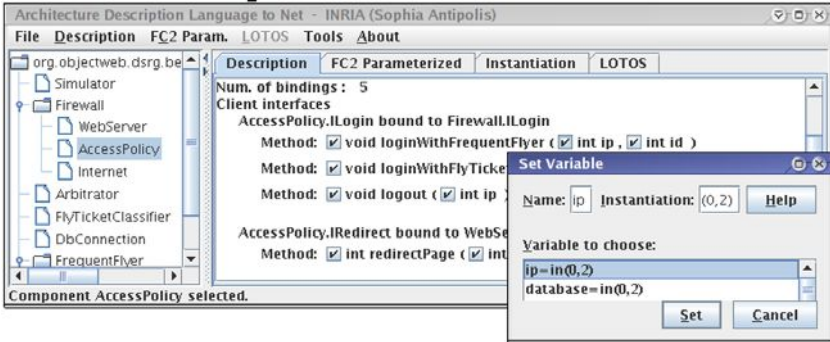 Architecture Description Language to Net - INRIA (Sophia Antipolis)
File Description FC2 Param. LOTOS Tools About
org.objectweb.dsrg.be
Simulator
Firewall
WebServer
AccessPolicy
Internet
Arbitrator
FlyTicketClassifier
DbConnection
FrequentFlyer
Description FC2 Parameterized Instantiation LOTOS
Num. of bindings : 5
Client interfaces
AccessPolicy.ILogin bound to Firewall.ILogin
Method: void loginWithFrequentFlyer ( int ip , int id )
Method: void loginWithFlyTicke
Method: void logout ( int ip )
AccessPolicy.IRedirect bound to WebSe
Method: int redirectPage ( int
Component AccessPolicy selected.
Set Variable
Name: ip Instantiation: (0,2) Help
Variable to choose:
ip=in(0,2)
database=in(0,2)
Set Cancel